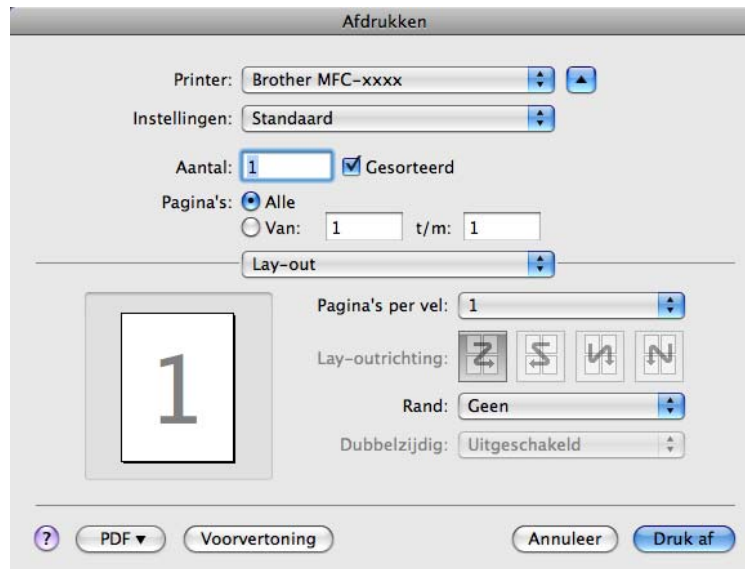 Afdrukken
Printer: Brother MFC-xxxx
Instellingen: Standaard
Aantal: 1 Gesorteerd
Pagina's: Alle
Van: 1 t/m: 1
Lay-out
Pagina's per vel: 1
1
Lay-outrichting:
Rand: Geen
Dubbelzijdig: Uitgeschakeld
? PDF Voorvertoning Annuleer Druk af